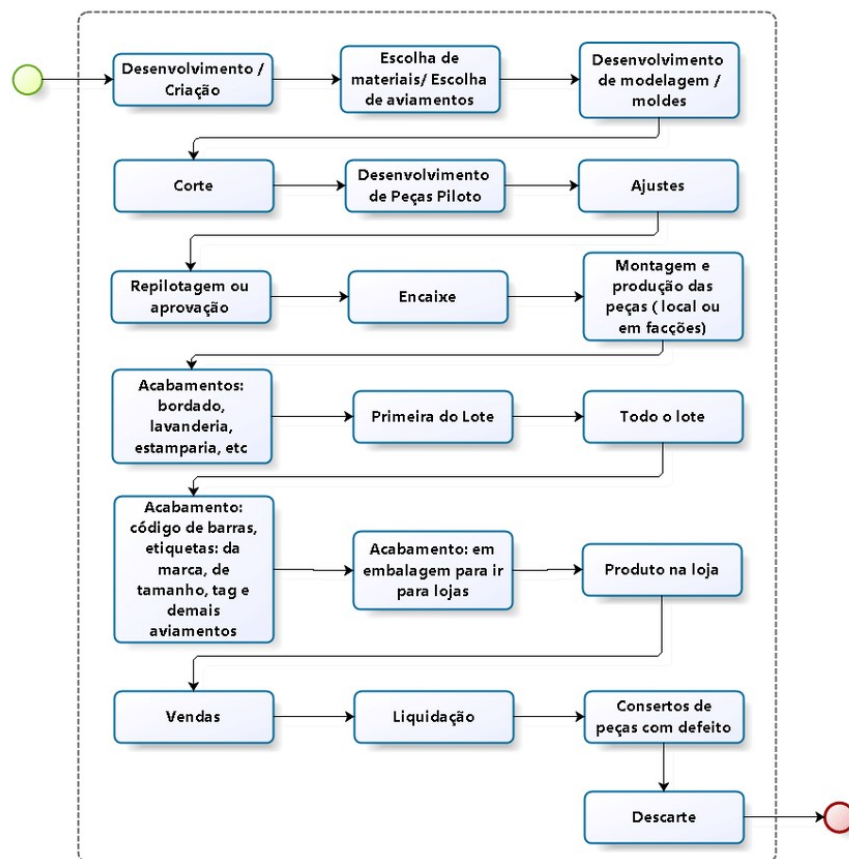 Desenvolvimento /
Criação
Escolha de
materiais/ Escolha
de aviamentos
Desenvolvimento
de modelagem /
moldes
Corte
Desenvolvimento
de Peças Piloto
Ajustes
Repilotagem ou
aprovação
Encaixe
Montagem e
produção das
peças ( local ou
em facções)
Acabamentos:
bordado,
lavanderia,
estamparia, etc
Primeira do Lote
Todo o lote
Acabamento:
código de barras,
etiquetas: da
marca, de
tamanho, tag e
demais
aviamentos
Acabamento: em
embalagem para ir
para lojas
Produto na loja
Vendas
Liquidação
Consertos de
peças com defeito
Descarte